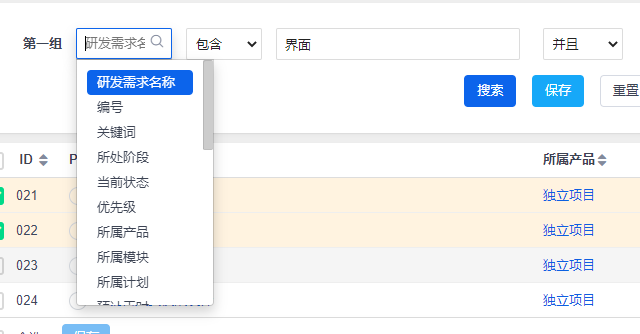 第一组 研发需求名 包含 界面 并且
研发需求名称
搜索 保存 重置
编号
关键词
所处阶段
当前状态
优先级
所属产品
所属模块
所属计划
ID P 所属产品
021 独立项目
022 独立项目
023 独立项目
024 独立项目
保存